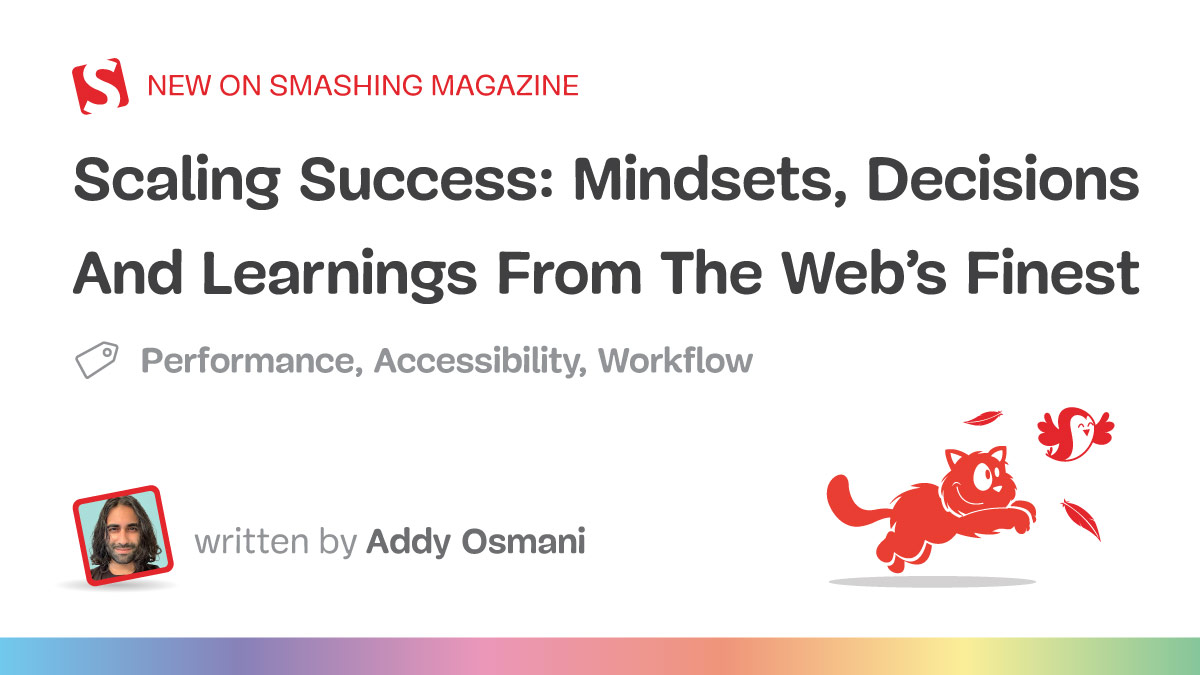 NEW ON SMASHING MAGAZINE
Scaling Success: Mindsets, Decisions
And Learnings From The Web’s Finest
Performance, Accessibility, Workflow
written by Addy Osmani